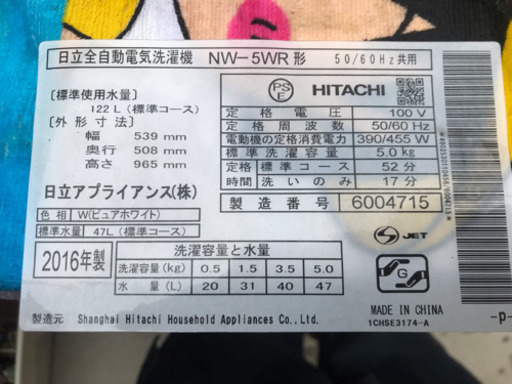 日立全自動電気洗濯機 NW-5WR形 50/60Hz共用
〔標準使用水量〕
122L（標準コース）
〔外形寸法〕
幅 539 mm
奥行 508 mm
高さ 965 mm
日立アプライアンス(株)
色相 W(ピュアホワイト)
標準水量 47L（標準コース）
PSE HITACHI
定格電圧 100 V
定格周波数 50/60 Hz
電動機の定格消費電力 390/455 W
標準洗濯容量 5.0 kg
定格 標準コース 52分
時間 洗いのみ 17分
製造番号 6004715
2016年製
洗濯容量と水量
洗濯容量(kg) 0.5 1.5 3.5 5.0
水量(L) 20 31 40 47
S JET
G
製造元 Shanghai Hitachi Household Appliances Co.,Ltd.
MADE IN CHINA
1CHSE3174-A
-p-